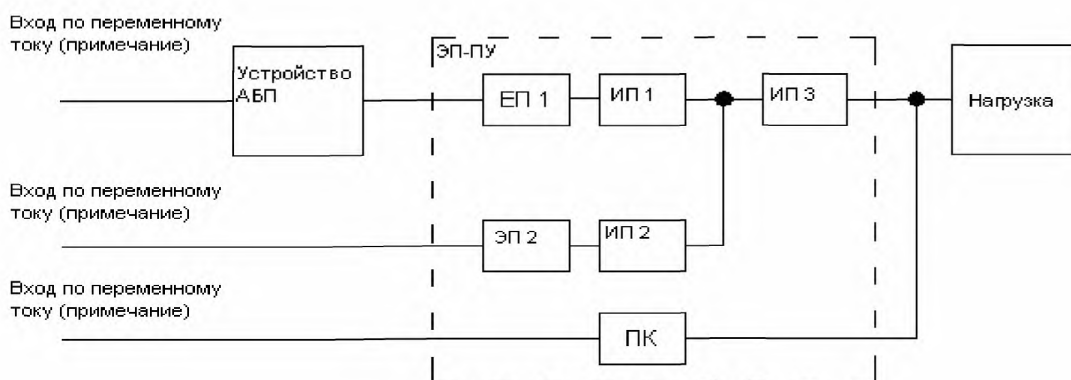 Вход по переменному
току (примечание)
Устройство
АБП
ЭП-ПУ
ЕП 1
ИП 1
ИП 3
Нагрузка
Вход по переменному
току (примечание)
ЭП 2
ИП 2
Вход по переменному
току (примечание)
ПК